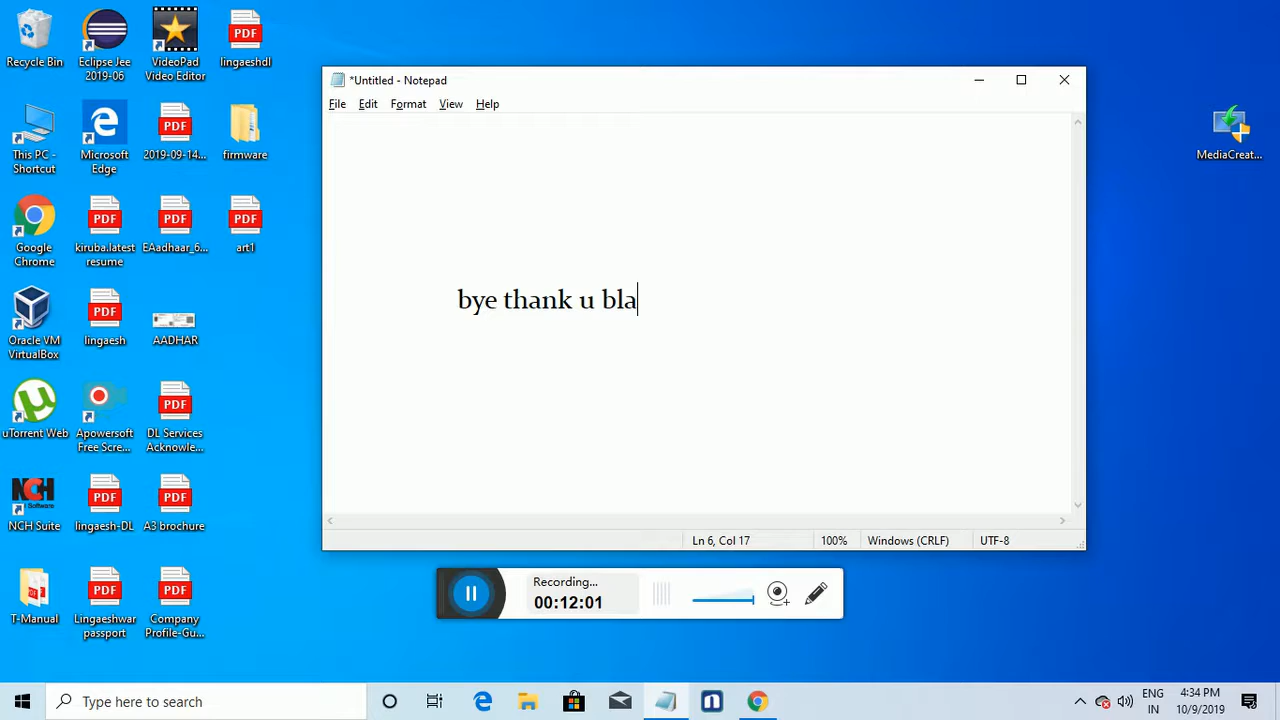 Recycle Bin
Eclipse Jee 2019-06
VideoPad Video Editor
lingaeshdl
This PC - Shortcut
Microsoft Edge
2019-09-14...
firmware
Google Chrome
kiruba.latest resume
EAadhaar_6...
art1
Oracle VM VirtualBox
lingaesh
AADHAR
uTorrent Web
Apowersoft Free Scre...
DL Services Acknowle...
NCH Suite
lingaesh-DL
A3 brochure
T-Manual
Lingaeshwar passport
Company Profile-Gu...
MediaCreat...
*Untitled - Notepad
File Edit Format View Help
bye thank u bla
Ln 6, Col 17 100% Windows (CRLF) UTF-8
Recording...
00:12:01
Type here to search
ENG
IN
4:34 PM
10/9/2019